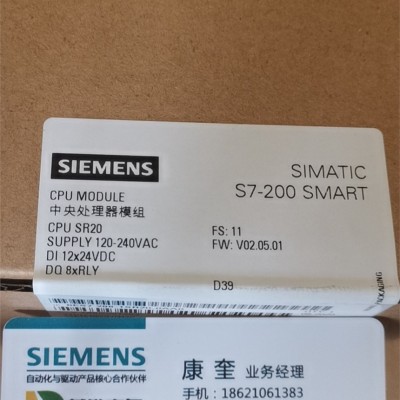 SIEMENS
SIMATIC
S7-200 SMART
CPU MODULE
中央处理器模组
CPU SR20
FS: 11
SUPPLY 120-240VAC
FW: V02.05.01
DI 12x24VDC
DQ 8xRLY
D39
PACKAGING
SIEMENS
自动化与驱动产品核心合作伙伴
康 奎 业务经理
手机：18621061383